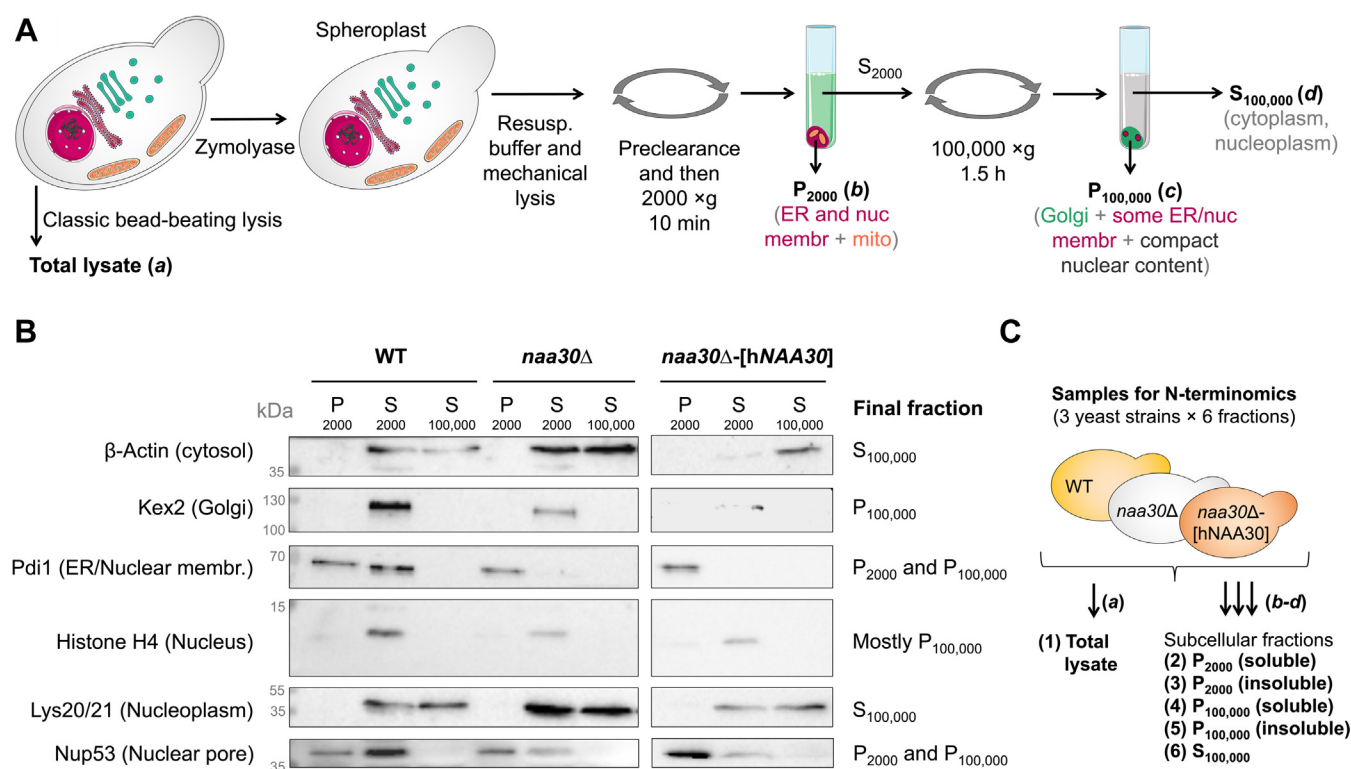 A
Spheroplast
Zymolyase
Classic bead-beating lysis
Total lysate (a)
Resusp.
buffer and
mechanical
lysis
Preclearance
and then
2000 ×g
10 min
P2000 (b)
(ER and nuc
membr + mito)
S2000
100,000 ×g
1.5 h
P100,000 (c)
(Golgi + some ER/nuc
membr + compact
nuclear content)
S100,000 (d)
(cytoplasm,
nucleoplasm)
B
WT naa30Δ naa30Δ-[hNAA30]
kDa P S S P S S P S S Final fraction
2000 2000 100,000 2000 2000 100,000 2000 2000 100,000
β-Actin (cytosol) 35 S100,000
Kex2 (Golgi) 130 100 P100,000
Pdi1 (ER/Nuclear membr.) 70 55 P2000 and P100,000
Histone H4 (Nucleus) 15 Mostly P100,000
Lys20/21 (Nucleoplasm) 55 35 S100,000
Nup53 (Nuclear pore) 35 P2000 and P100,000
C
Samples for N-terminomics
(3 yeast strains × 6 fractions)
WT
naa30Δ
naa30Δ-
[hNAA30]
(a)
(b-d)
(1) Total
lysate
Subcellular fractions
(2) P2000 (soluble)
(3) P2000 (insoluble)
(4) P100,000 (soluble)
(5) P100,000 (insoluble)
(6) S100,000